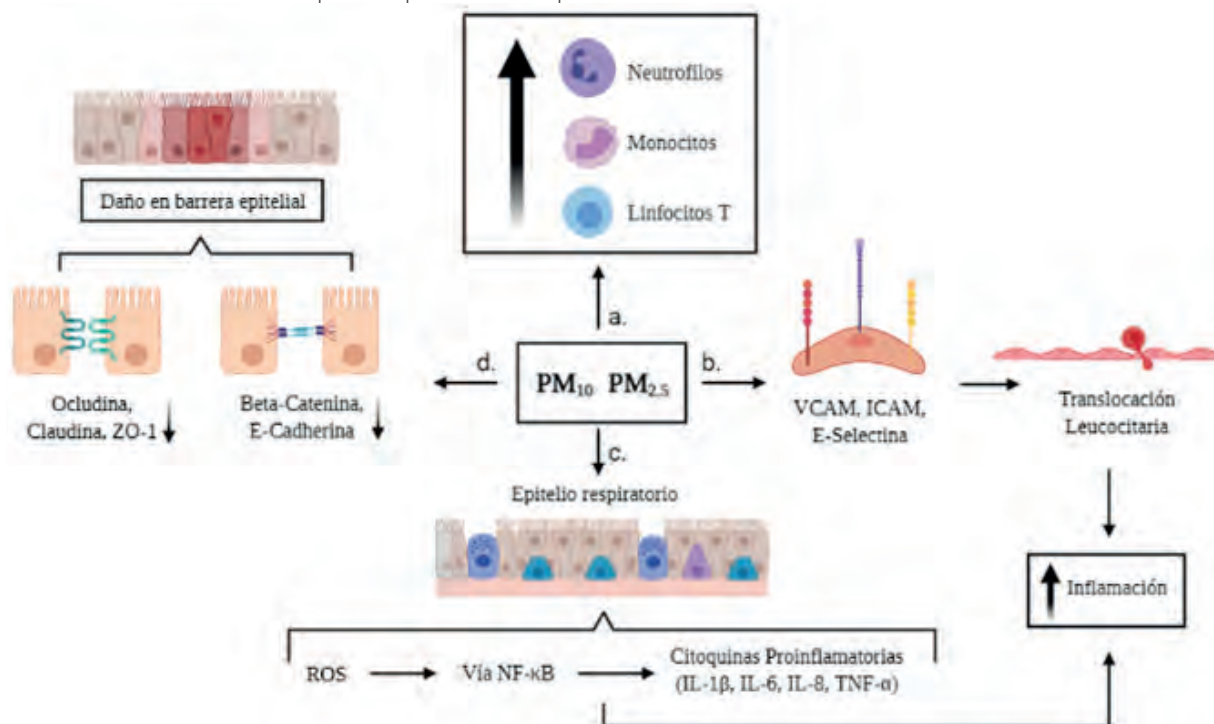 Neutrofilos
Monocitos
Linfocitos T
Daño en barrera epitelial
a.
d.
PM10 PM2,5
b.
c.
Ocludina,
Claudina, ZO-1
Beta-Catenina,
E-Cadherina
VCAM, ICAM,
E-Selectina
Translocación
Leucocitaria
Epitelio respiratorio
Inflamación
ROS
Vía NF-κB
Citoquinas Proinflamatorias
(IL-1β, IL-6, IL-8, TNF-α)